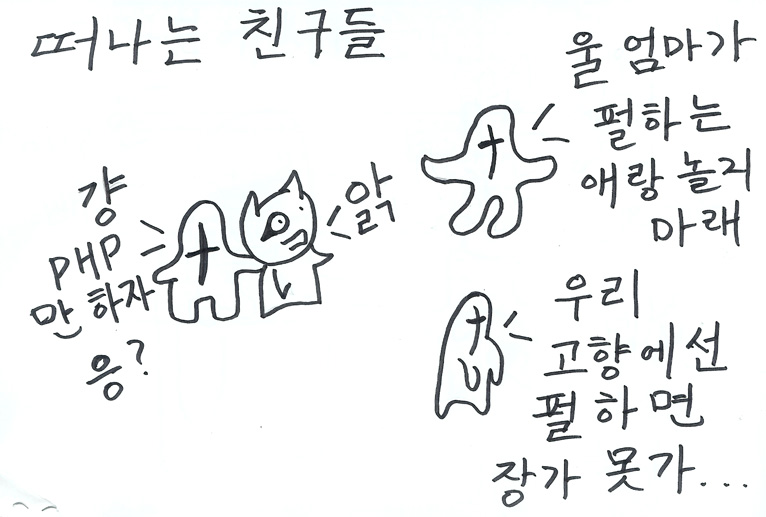 떠나는 친구들
걍
PHP
만 하자
응?
앍
울 엄마가
펄하는
애랑 놀지
마래
우리
고향에선
펄 하면
장가 못가...